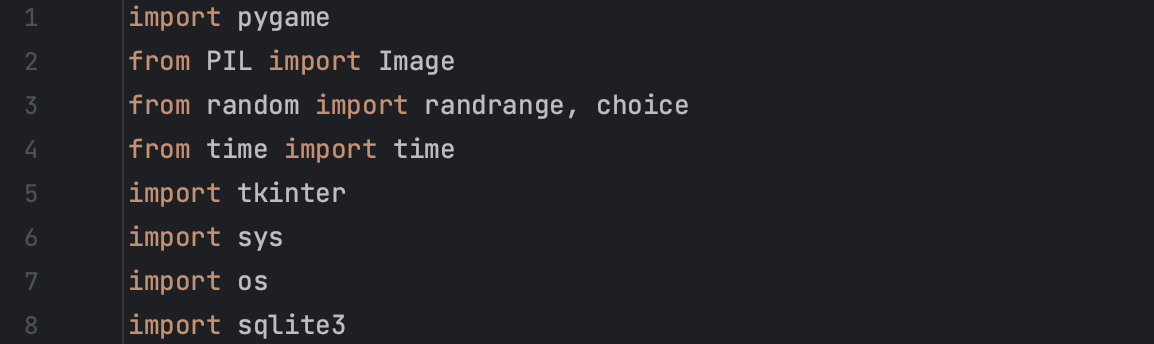 1 import pygame
2 from PIL import Image
3 from random import randrange, choice
4 from time import time
5 import tkinter
6 import sys
7 import os
8 import sqlite3